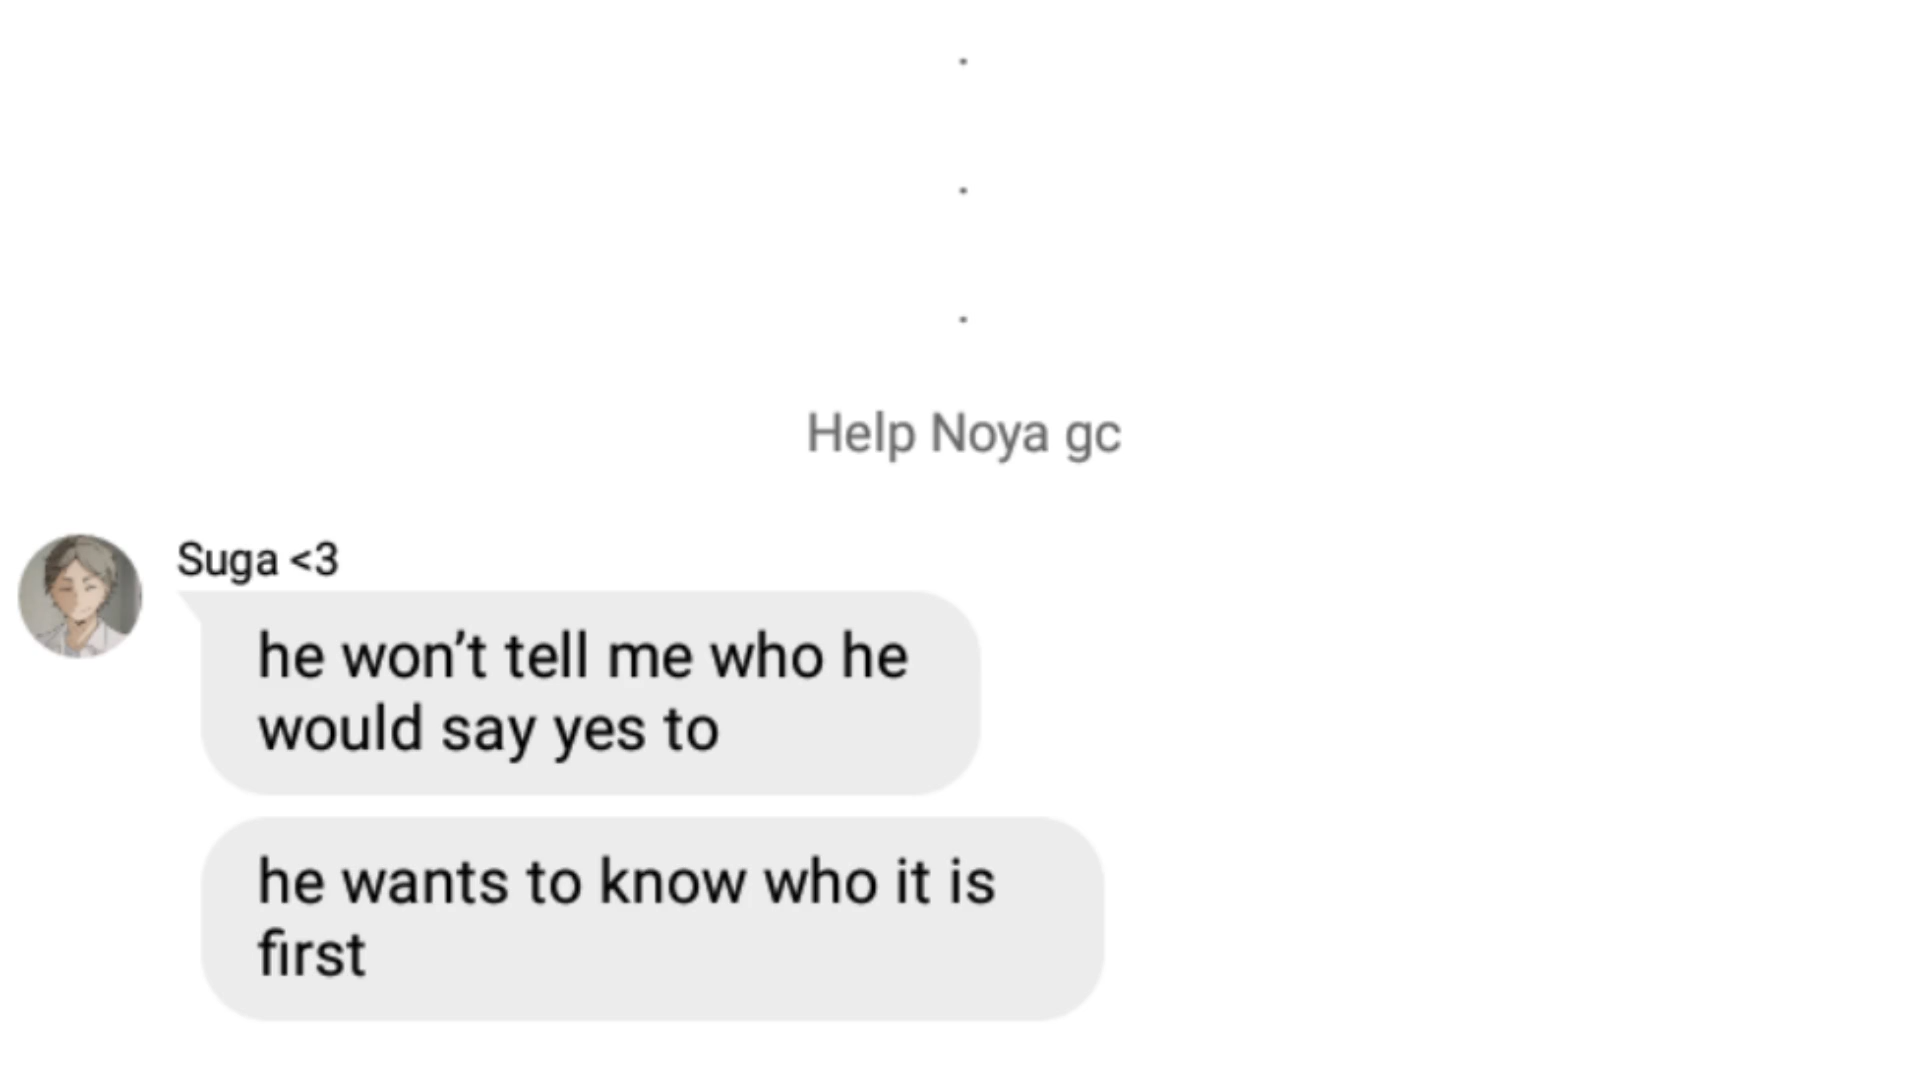 .
.
.
Help Noya gc
Suga <3
he won’t tell me who he
would say yes to
he wants to know who it is
first